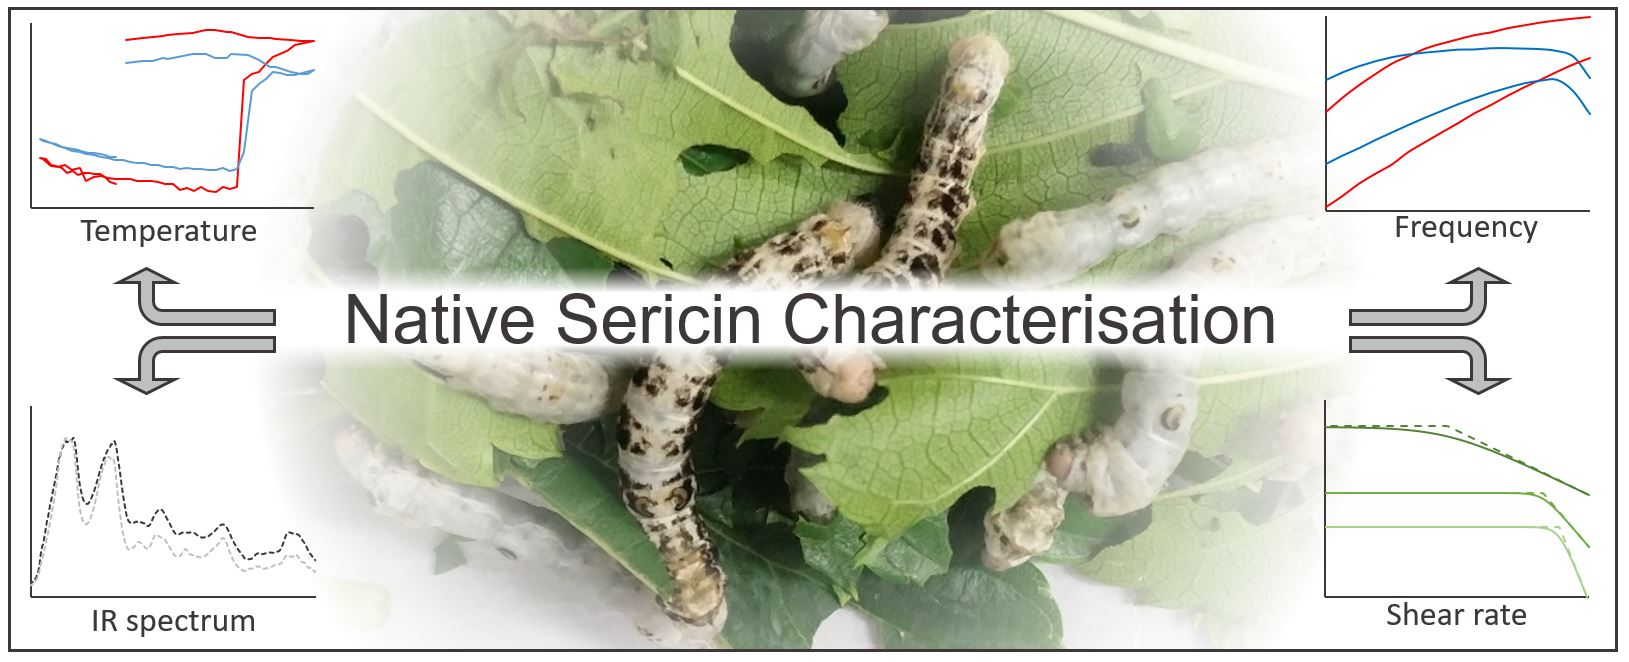 Temperature
Frequency
Native Sericin Characterisation
IR spectrum
Shear rate